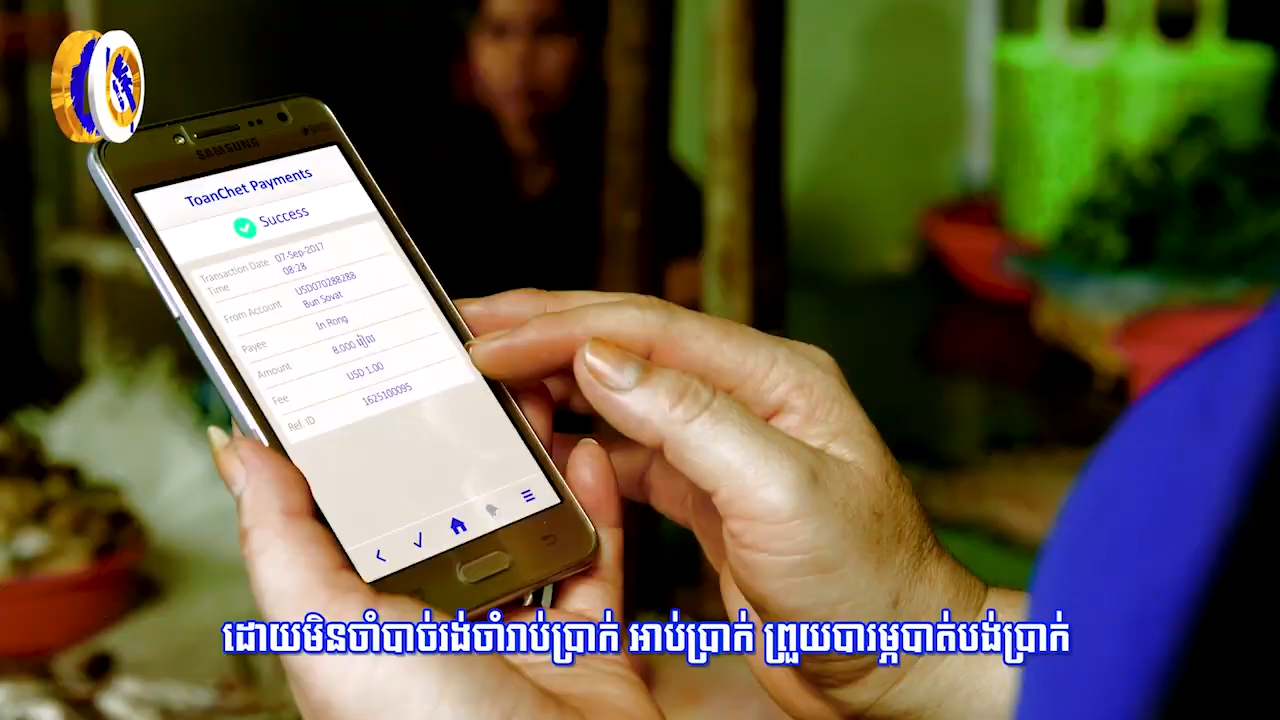 SAMSUNG
ToanChet Payments
Success
Transaction Date 07-Sep-2017
Time 08:28
From Account USD070288288
Bun Sovat
Payee In Rong
Amount 8.000 រៀល
Fee USD 1.00
Ref. ID 1625100095
ដោយមិនចាំបាច់រង់ចាំរាប់ប្រាក់ អាប់ប្រាក់ ព្រួយបារម្ភបាត់បង់ប្រាក់